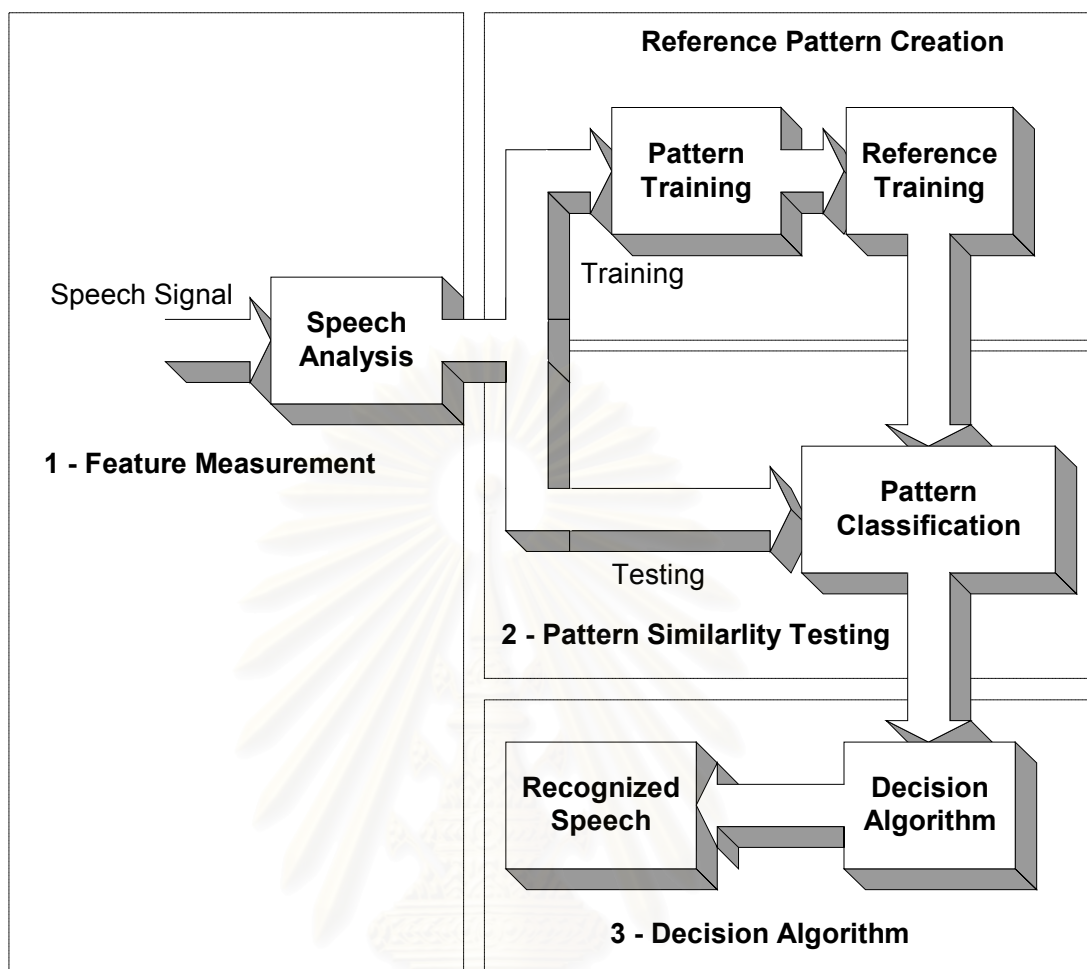 Reference Pattern Creation
Pattern
Training
Reference
Training
Training
Speech Signal
Speech
Analysis
1 - Feature Measurement
Pattern
Classification
Testing
2 - Pattern Similarlity Testing
Recognized
Speech
Decision
Algorithm
3 - Decision Algorithm